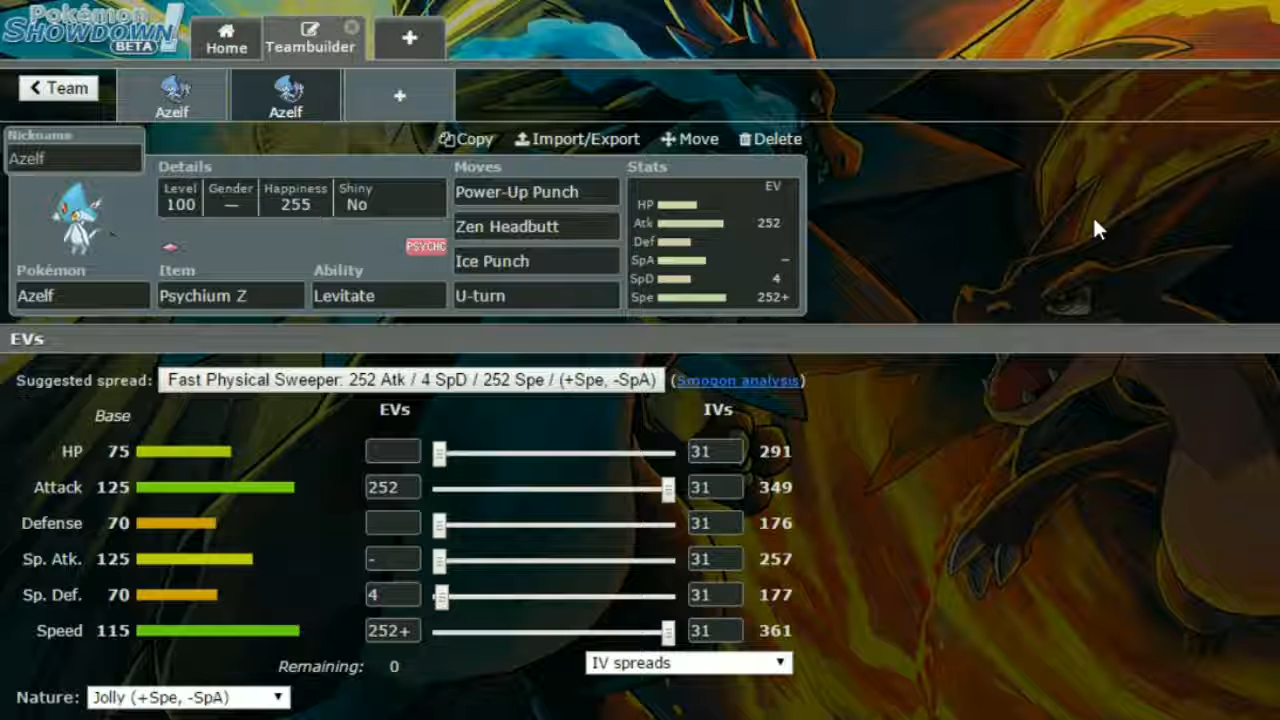 Pokémon
SHOWDOWN!
BETA
Home
Teambuilder
+
< Team
Azelf
Azelf
+
Nickname
Azelf
Copy Import/Export Move Delete
Details
Level Gender Happiness Shiny
100 — 255 No
PSYCHC
Pokémon Item Ability
Azelf Psychium Z Levitate
Moves
Power-Up Punch
Zen Headbutt
Ice Punch
U-turn
Stats
EV
HP
Atk 252
Def
SpA –
SpD 4
Spe 252+
EVs
Suggested spread: Fast Physical Sweeper: 252 Atk / 4 SpD / 252 Spe / (+Spe, -SpA) (Smogon analysis)
Base EVs IVs
HP 75 31 291
Attack 125 252 31 349
Defense 70 31 176
Sp. Atk. 125 - 31 257
Sp. Def. 70 4 31 177
Speed 115 252+ 31 361
Remaining: 0 IV spreads
Nature: Jolly (+Spe, -SpA)